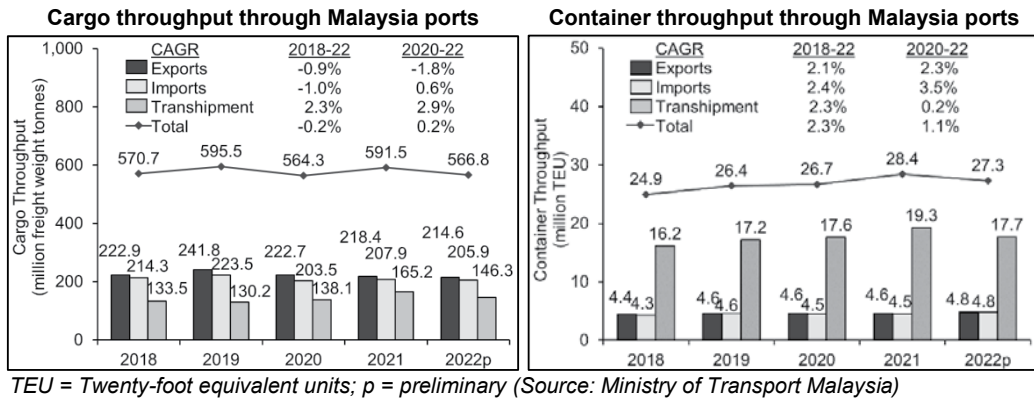 Cargo throughput through Malaysia ports
Cargo Throughput
(million freight weight tonnes)
1,000
800
600
400
200
0
CAGR 2018-22 2020-22
Exports -0.9% -1.8%
Imports -1.0% 0.6%
Transhipment 2.3% 2.9%
Total -0.2% 0.2%
570.7 595.5 564.3 591.5 566.8
222.9 214.3 133.5
241.8 223.5 130.2
222.7 203.5 138.1
218.4 207.9 165.2
214.6 205.9 146.3
2018 2019 2020 2021 2022p
Container throughput through Malaysia ports
Container Throughput
(million TEU)
50
40
30
20
10
0
CAGR 2018-22 2020-22
Exports 2.1% 2.3%
Imports 2.4% 3.5%
Transhipment 2.3% 0.2%
Total 2.3% 1.1%
24.9 26.4 26.7 28.4 27.3
4.4 4.3 16.2
4.6 4.6 17.2
4.6 4.5 17.6
4.6 4.5 19.3
4.8 4.8 17.7
2018 2019 2020 2021 2022p
TEU = Twenty-foot equivalent units; p = preliminary (Source: Ministry of Transport Malaysia)